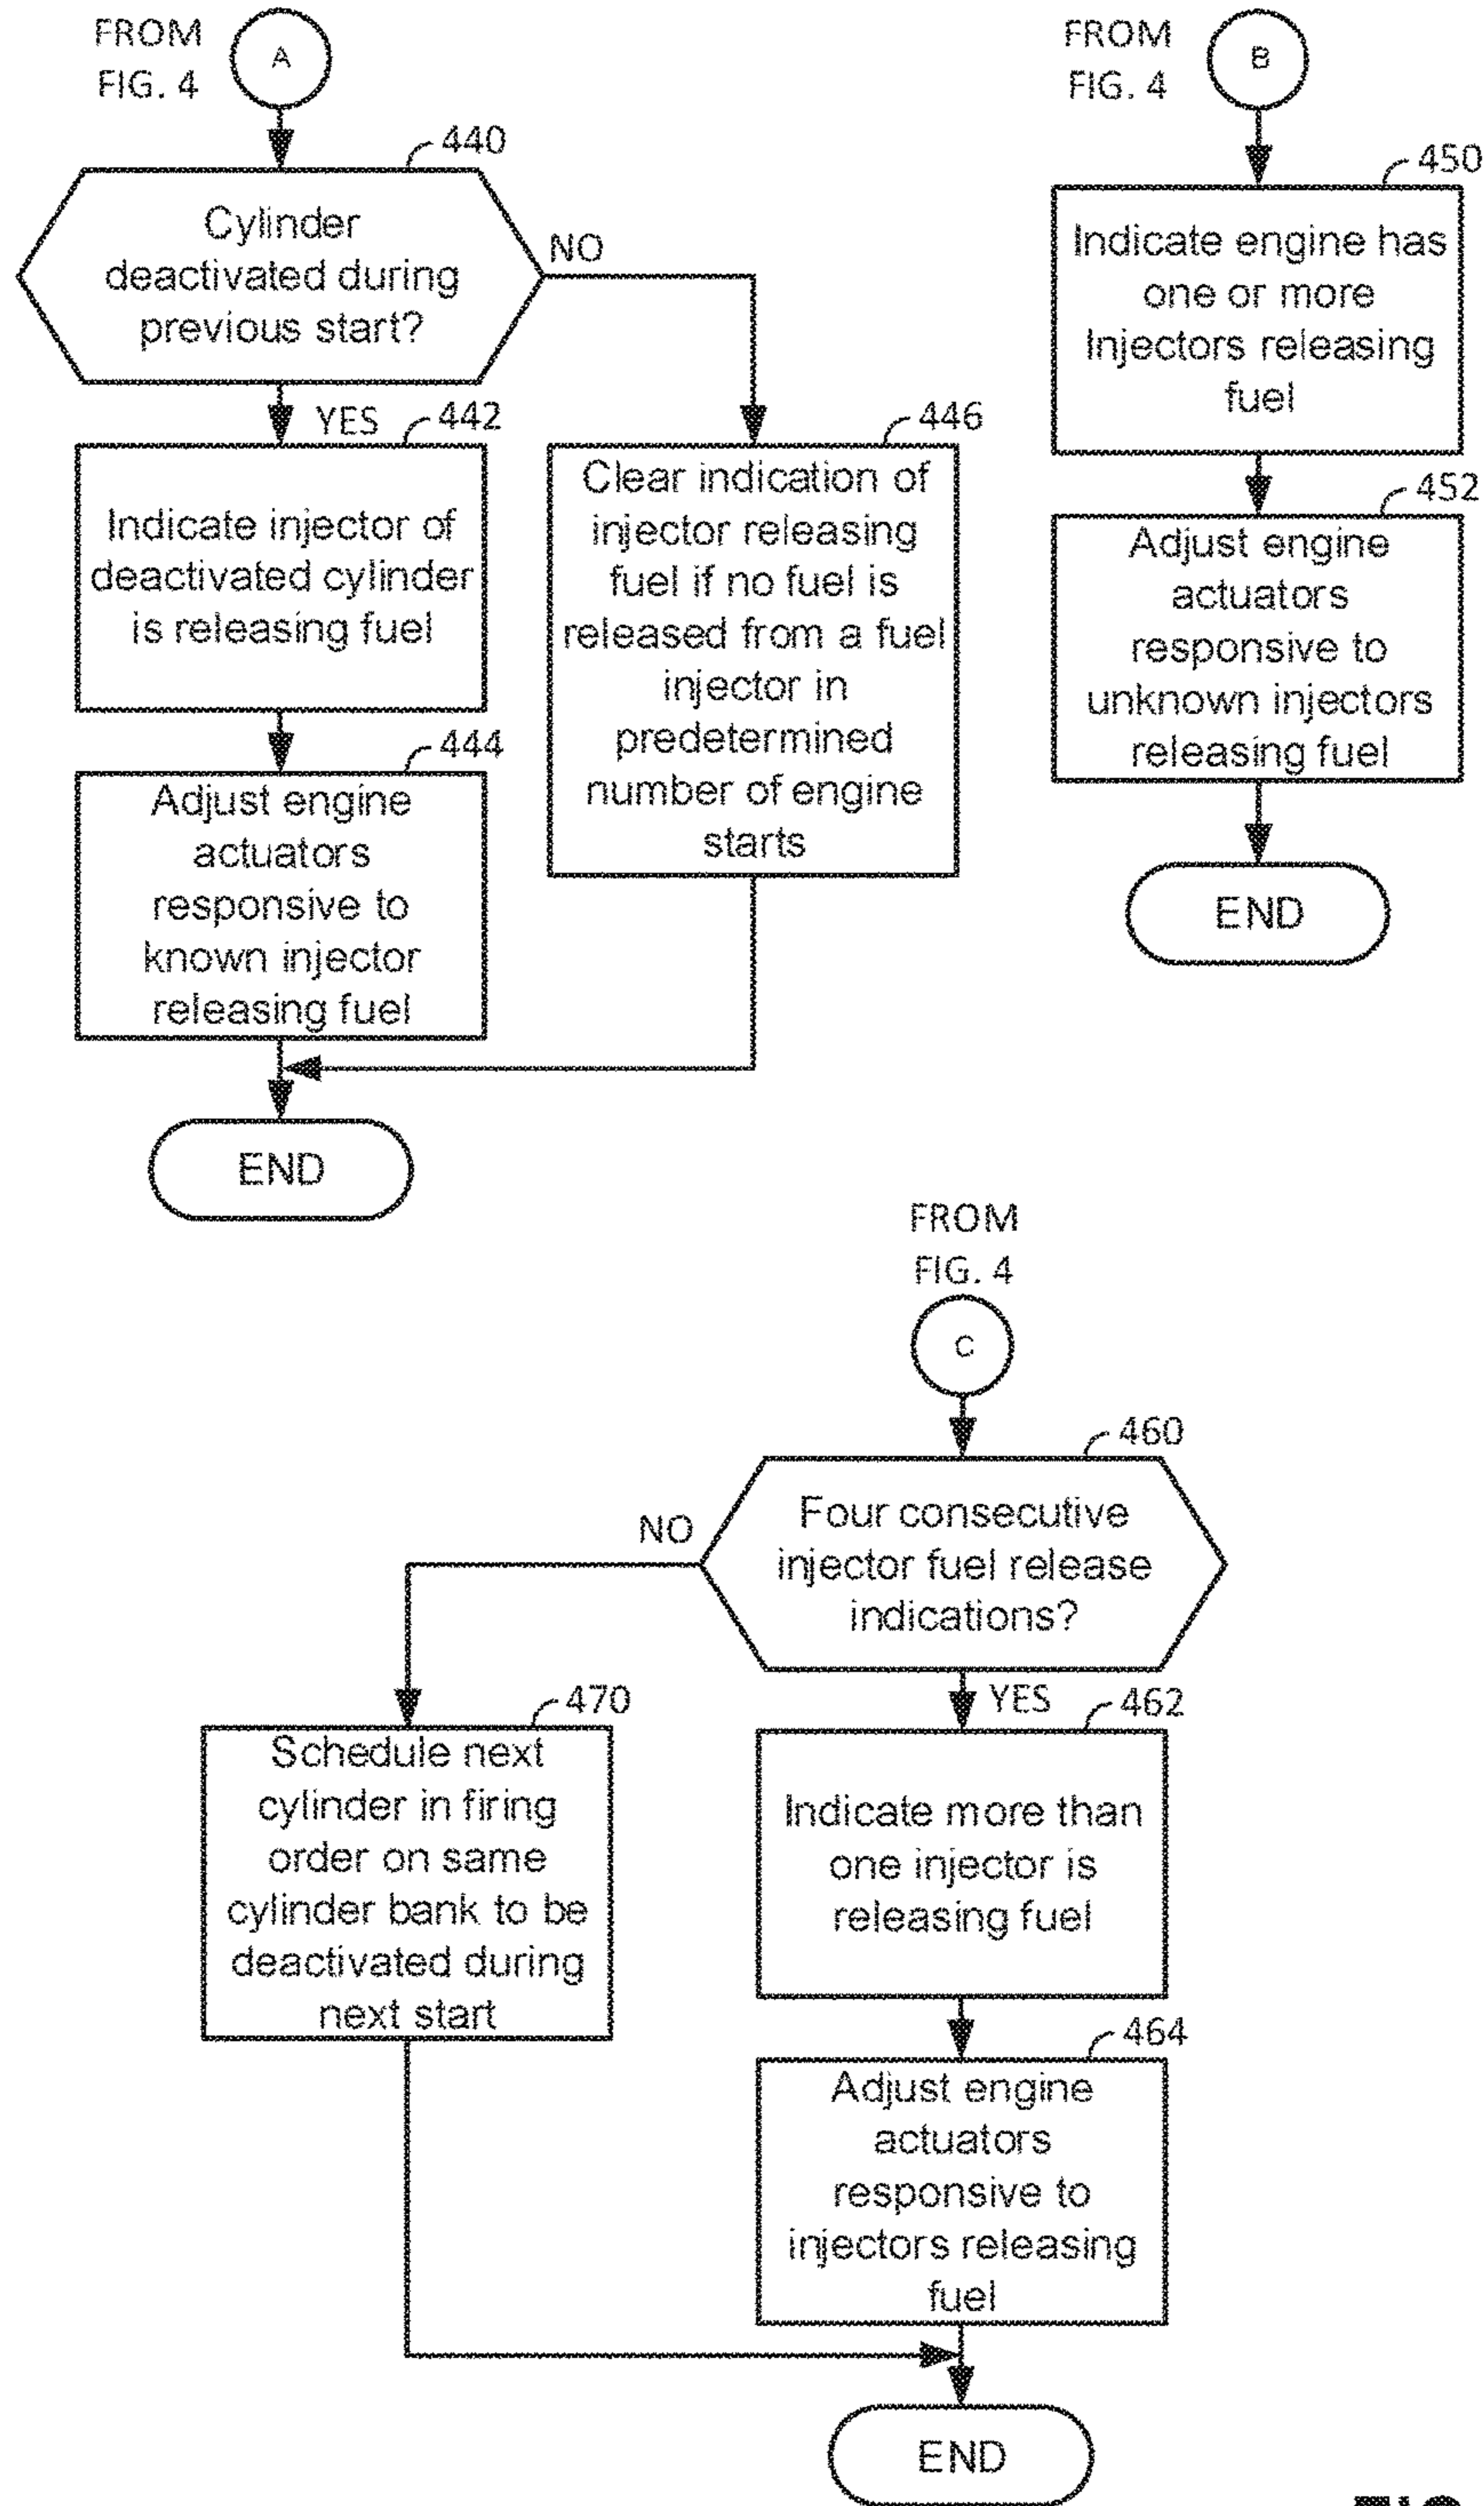 FROM
FIG. 4
A
440
Cylinder
deactivated during
previous start?
NO
YES
442
Indicate injector of
deactivated cylinder
is releasing fuel
444
Adjust engine
actuators
responsive to
known injector
releasing fuel
446
Clear indication of
injector releasing
fuel if no fuel is
released from a fuel
injector in
predetermined
number of engine
starts
END
FROM
FIG. 4
B
450
Indicate engine has
one or more
Injectors releasing
fuel
452
Adjust engine
actuators
responsive to
unknown injectors
releasing fuel
END
FROM
FIG. 4
C
460
Four consecutive
injector fuel release
indications?
NO
YES
470
Schedule next
cylinder in firing
order on same
cylinder bank to be
deactivated during
next start
462
Indicate more than
one injector is
releasing fuel
464
Adjust engine
actuators
responsive to
injectors releasing
fuel
END